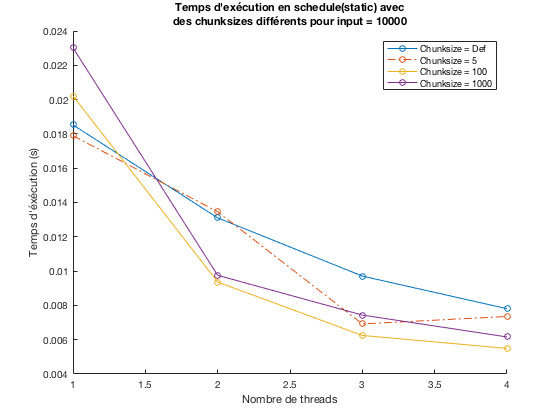 Temps d'exécution en schedule(static) avec
des chunksizes différents pour input = 10000
Chunksize = Def
Chunksize = 5
Chunksize = 100
Chunksize = 1000
Temps d'éxécution (s)
0.024
0.022
0.02
0.018
0.016
0.014
0.012
0.01
0.008
0.006
0.004
1
1.5
2
2.5
3
3.5
4
Nombre de threads